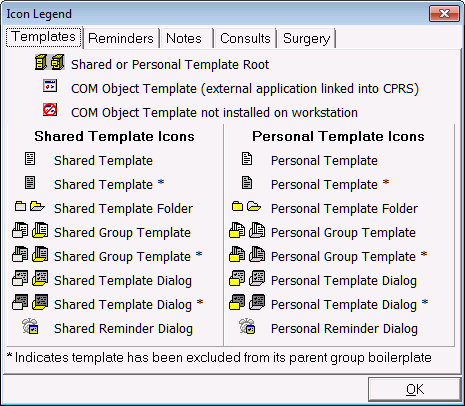 Icon Legend
Templates Reminders Notes Consults Surgery
Shared or Personal Template Root
COM Object Template (external application linked into CPRS)
COM Object Template not installed on workstation
Shared Template Icons Personal Template Icons
Shared Template Personal Template
Shared Template * Personal Template *
Shared Template Folder Personal Template Folder
Shared Group Template Personal Group Template
Shared Group Template * Personal Group Template *
Shared Template Dialog Personal Template Dialog
Shared Template Dialog * Personal Template Dialog *
Shared Reminder Dialog Personal Reminder Dialog
* Indicates template has been excluded from its parent group boilerplate
OK